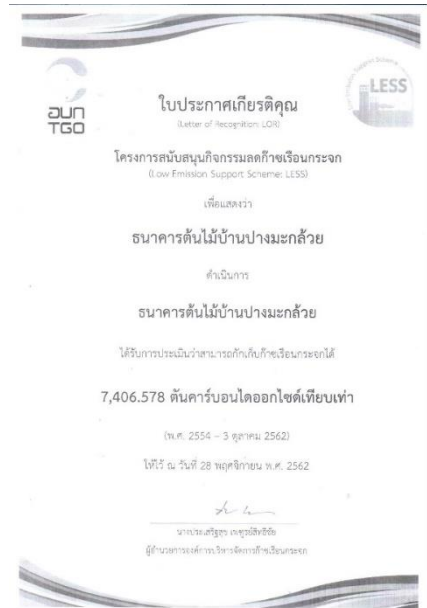 อบก
TGO
LESS
ใบประกาศเกียรติคุณ
(Letter of Recognition: LOR)
โครงการสนับสนุนกิจกรรมลดก๊าซเรือนกระจก
(Low Emission Support Scheme: LESS)
เพื่อแสดงว่า
ธนาคารต้นไม้บ้านปางมะกล้วย
ดำเนินการ
ธนาคารต้นไม้บ้านปางมะกล้วย
ได้รับการประเมินว่าสามารถกักเก็บก๊าซเรือนกระจกได้
7,406.578 ตันคาร์บอนไดออกไซด์เทียบเท่า
(พ.ศ. 2554 – 3 ตุลาคม 2562)
ให้ไว้ ณ วันที่ 28 พฤศจิกายน พ.ศ. 2562
ผู้อำนวยการองค์การบริหารจัดการก๊าซเรือนกระจก